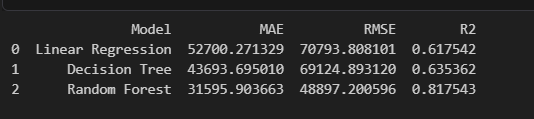 Model MAE RMSE R2
0 Linear Regression 52700.271329 70793.808101 0.617542
1 Decision Tree 43693.695010 69124.893120 0.635362
2 Random Forest 31595.903663 48897.200596 0.817543